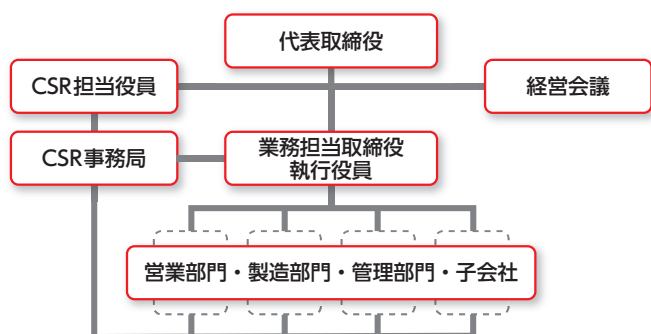 代表取締役
CSR担当役員
経営会議
CSR事務局
業務担当取締役
執行役員
営業部門・製造部門・管理部門・子会社